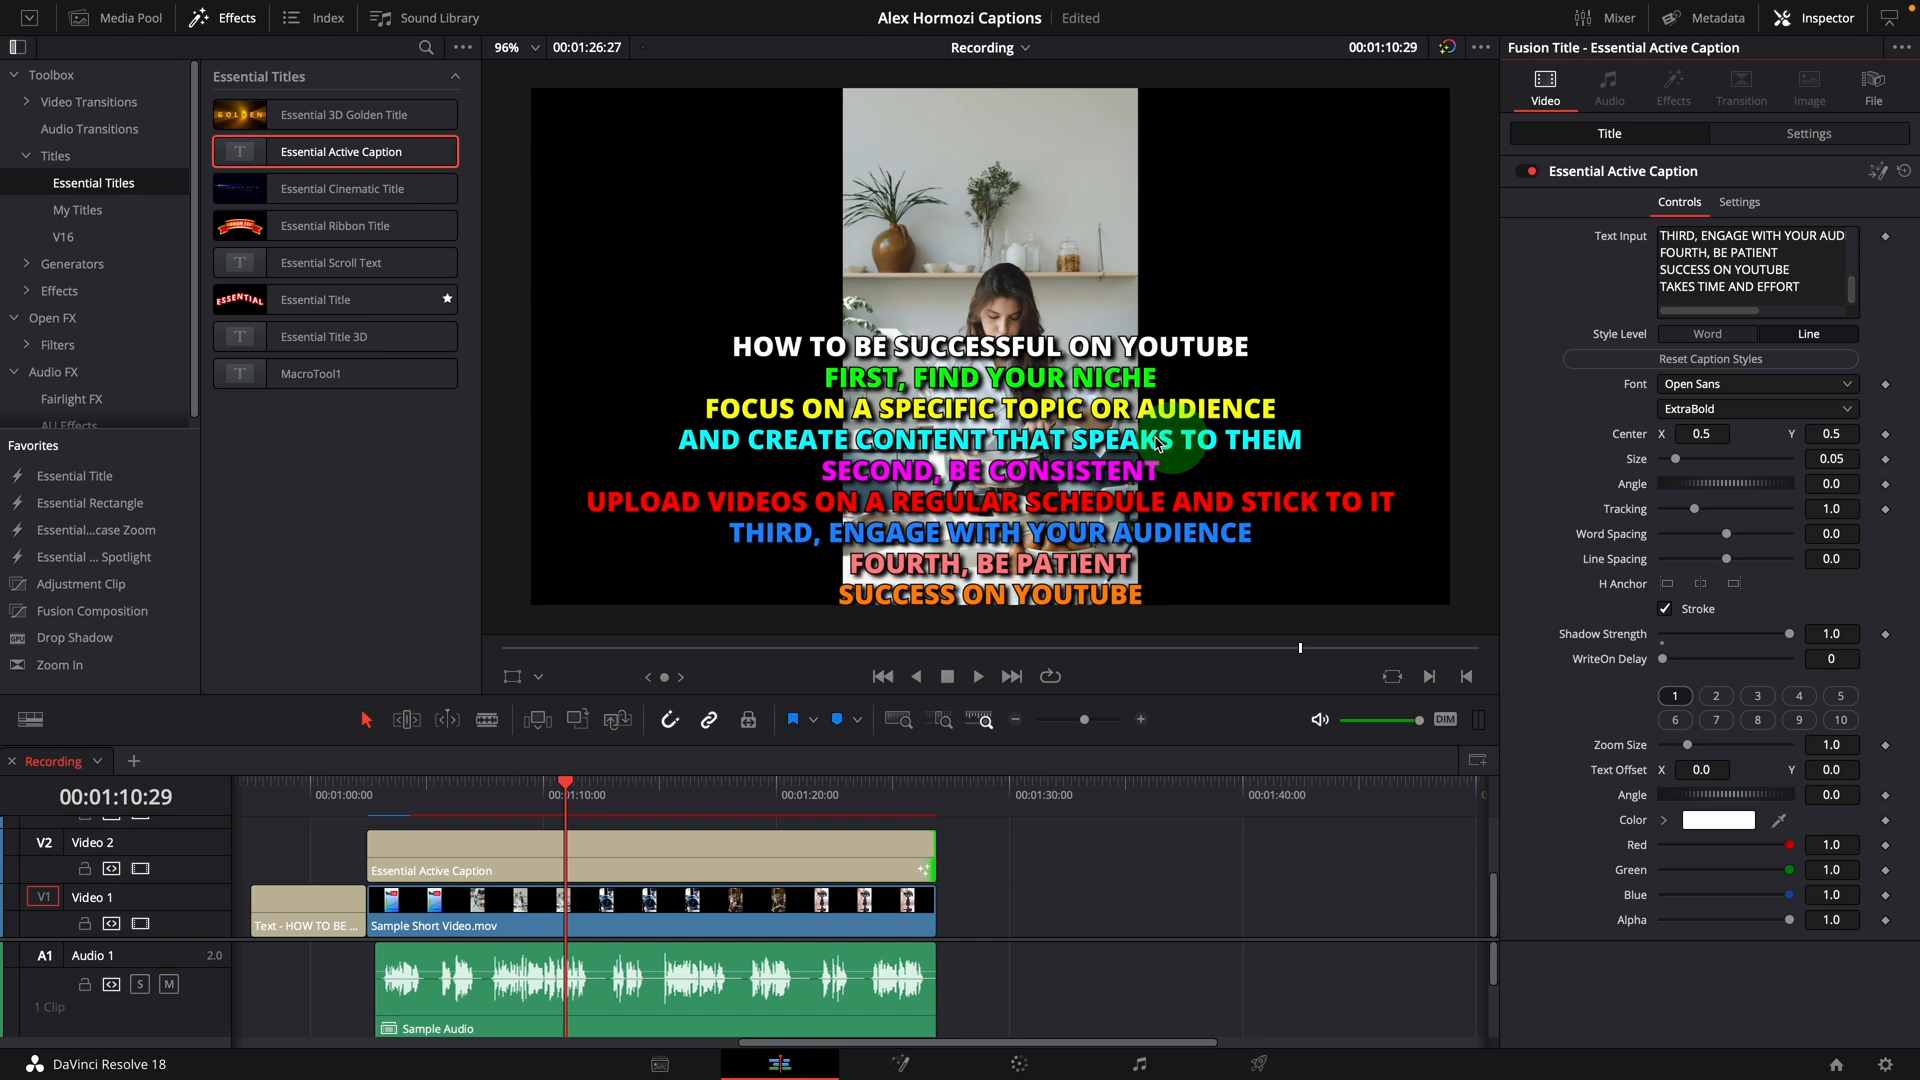 Media Pool
Effects
Index
Sound Library
Alex Hormozi Captions
Edited
Mixer
Metadata
Inspector
96%
00:01:26:27
Recording
00:01:10:29
Fusion Title - Essential Active Caption
Toolbox
Video Transitions
Audio Transitions
Titles
Essential Titles
My Titles
V16
Generators
Effects
Open FX
Filters
Audio FX
Fairlight FX
All Effects
Favorites
Essential Title
Essential Rectangle
Essential...case Zoom
Essential ... Spotlight
Adjustment Clip
Fusion Composition
Drop Shadow
Zoom In
Essential Titles
GOLDEN
Essential 3D Golden Title
T
Essential Active Caption
Essential Cinematic Title
Essential Ribbon Title
T
Essential Scroll Text
ESSENTIAL
Essential Title
T
Essential Title 3D
T
MacroTool1
HOW TO BE SUCCESSFUL ON YOUTUBE
FIRST, FIND YOUR NICHE
FOCUS ON A SPECIFIC TOPIC OR AUDIENCE
AND CREATE CONTENT THAT SPEAKS TO THEM
SECOND, BE CONSISTENT
UPLOAD VIDEOS ON A REGULAR SCHEDULE AND STICK TO IT
THIRD, ENGAGE WITH YOUR AUDIENCE
FOURTH, BE PATIENT
SUCCESS ON YOUTUBE
Video
Audio
Effects
Transition
Image
File
Title
Settings
Essential Active Caption
Controls
Settings
Text Input
THIRD, ENGAGE WITH YOUR AUD
FOURTH, BE PATIENT
SUCCESS ON YOUTUBE
TAKES TIME AND EFFORT
Style Level
Word
Line
Reset Caption Styles
Font
Open Sans
ExtraBold
Center X 0.5 Y 0.5
Size 0.05
Angle 0.0
Tracking 1.0
Word Spacing 0.0
Line Spacing 0.0
H Anchor
Stroke
Shadow Strength 1.0
WriteOn Delay 0
1 2 3 4 5
6 7 8 9 10
Zoom Size 1.0
Text Offset X 0.0 Y 0.0
Angle 0.0
Color
Red 1.0
Green 1.0
Blue 1.0
Alpha 1.0
DIM
Recording
00:01:10:29
00:01:00:00
00:01:10:00
00:01:20:00
00:01:30:00
00:01:40:00
V2 Video 2
Essential Active Caption
V1 Video 1
Text - HOW TO BE ...
Sample Short Video.mov
A1 Audio 1 2.0
S M
1 Clip
Sample Audio
DaVinci Resolve 18